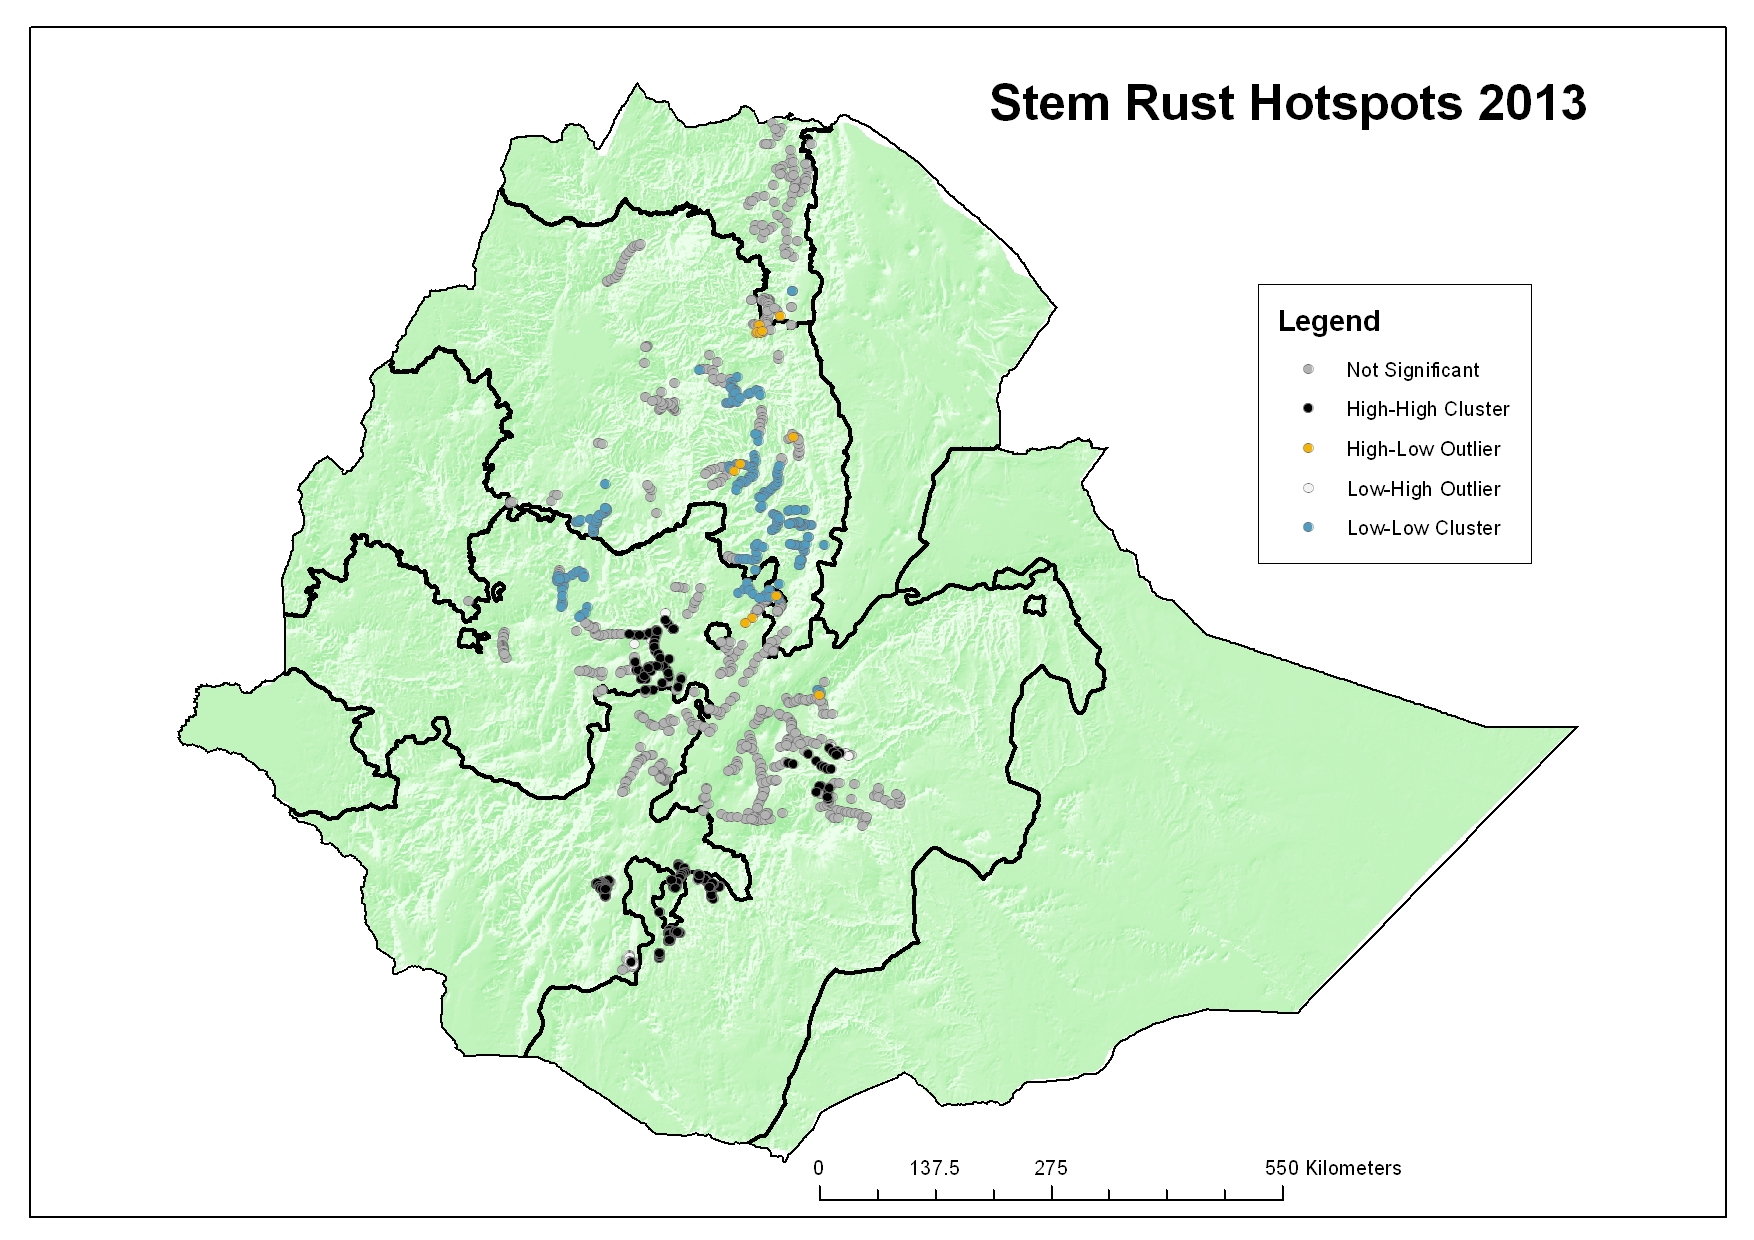 Stem Rust Hotspots 2013
Legend
Not Significant
High-High Cluster
High-Low Outlier
Low-High Outlier
Low-Low Cluster
0 137.5 275 550 Kilometers